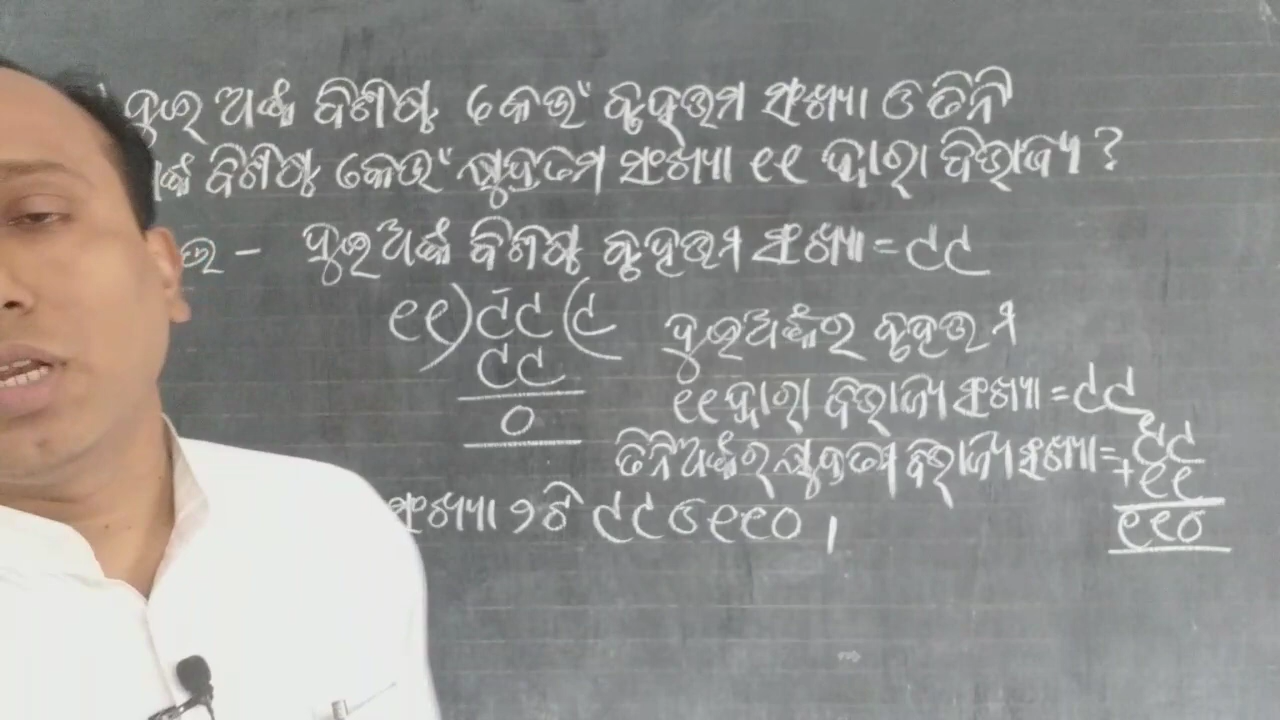 ଦୁଇ ଅଙ୍କ ବିଶିଷ୍ଟ କେଉଁ ବୃହତ୍ତମ ସଂଖ୍ୟା ଓ ତିନି
ଅଙ୍କ ବିଶିଷ୍ଟ କେଉଁ କ୍ଷୁଦ୍ରତମ ସଂଖ୍ୟା ୧୧ ଦ୍ୱାରା ବିଭାଜ୍ୟ ?
ଉ - ଦୁଇ ଅଙ୍କ ବିଶିଷ୍ଟ ବୃହତ୍ତମ ସଂଖ୍ୟା = ୯୯
୧୧) ୯୯ (୯
୯୯
୦
ଦୁଇ ଅଙ୍କର ବୃହତ୍ତମ
୧୧ ଦ୍ୱାରା ବିଭାଜ୍ୟ ସଂଖ୍ୟା = ୯୯
ତିନି ଅଙ୍କର କ୍ଷୁଦ୍ରତମ ବିଭାଜ୍ୟ ସଂଖ୍ୟା = ୯୯
+ ୧୧
୧୧୦
ସଂଖ୍ୟା ୨ଟି ୯୯ ଓ ୧୧୦ ।